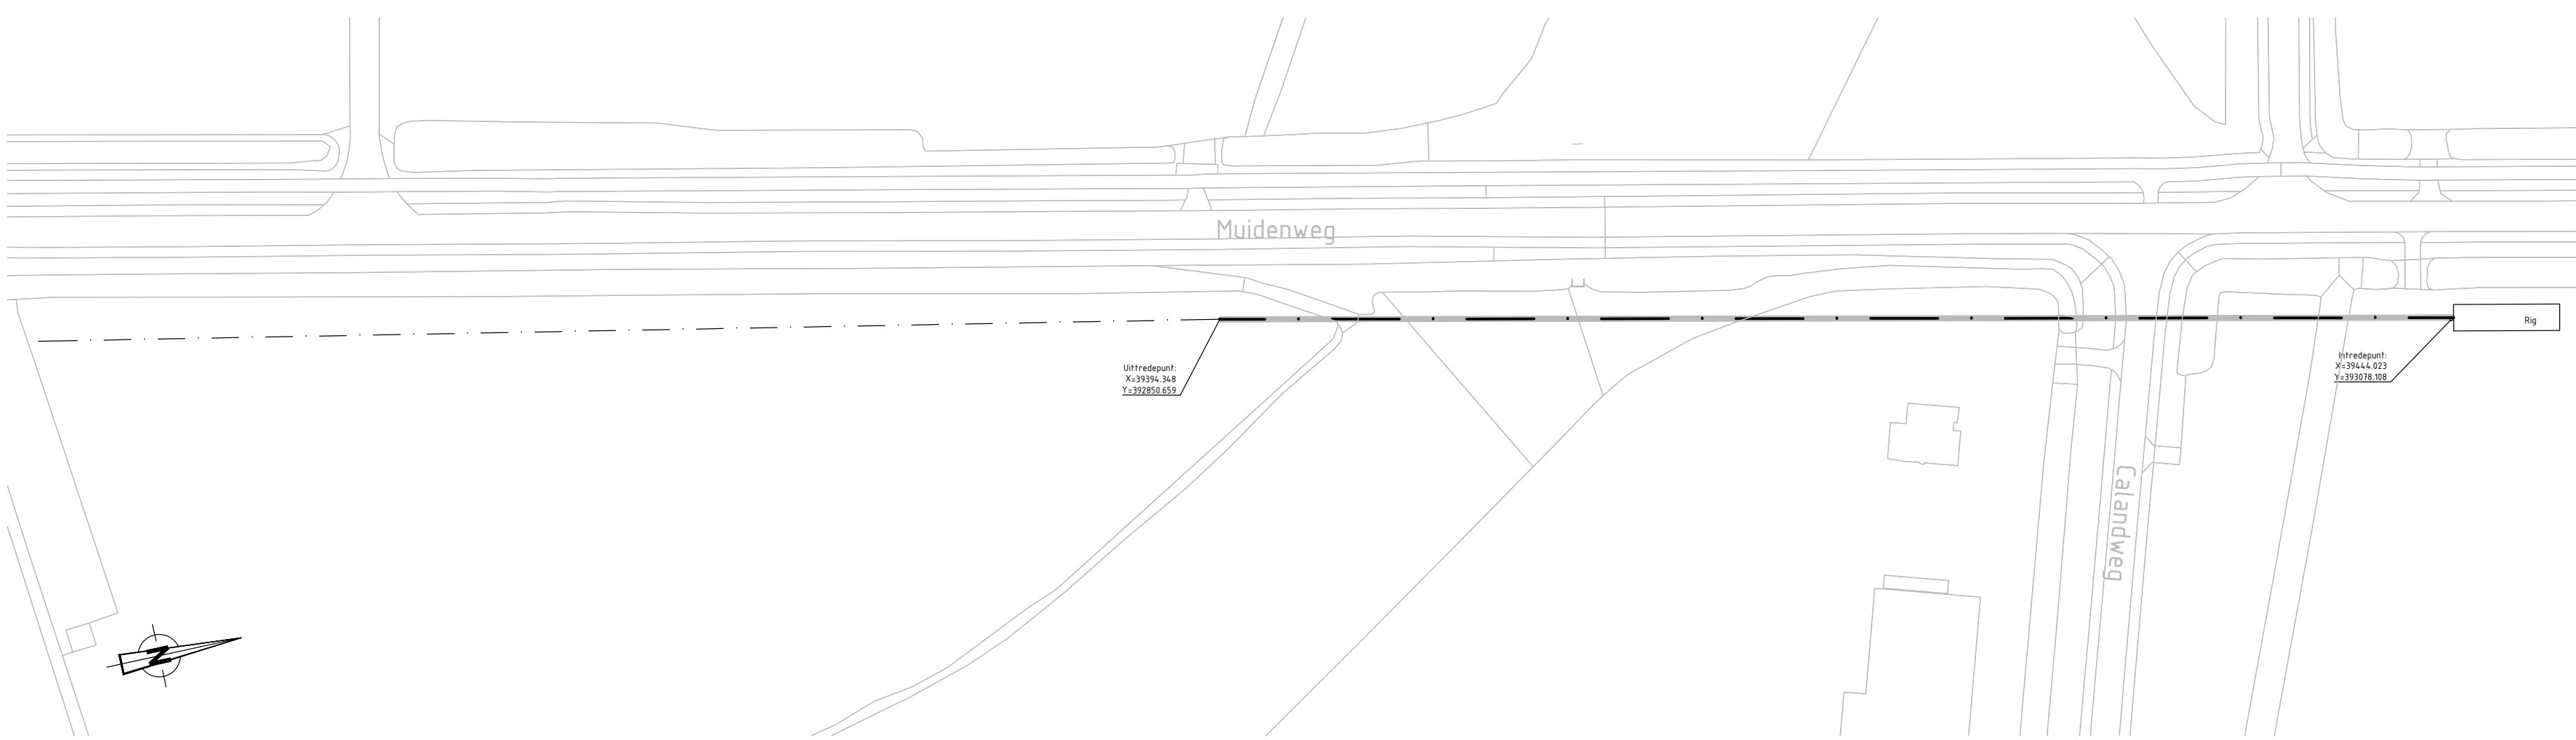 Muidenweg
Rig
Intredepunt:
X=39444.023
Y=393078.108
Uittredepunt:
X=39394.348
Y=392850.659
Calandweg
N